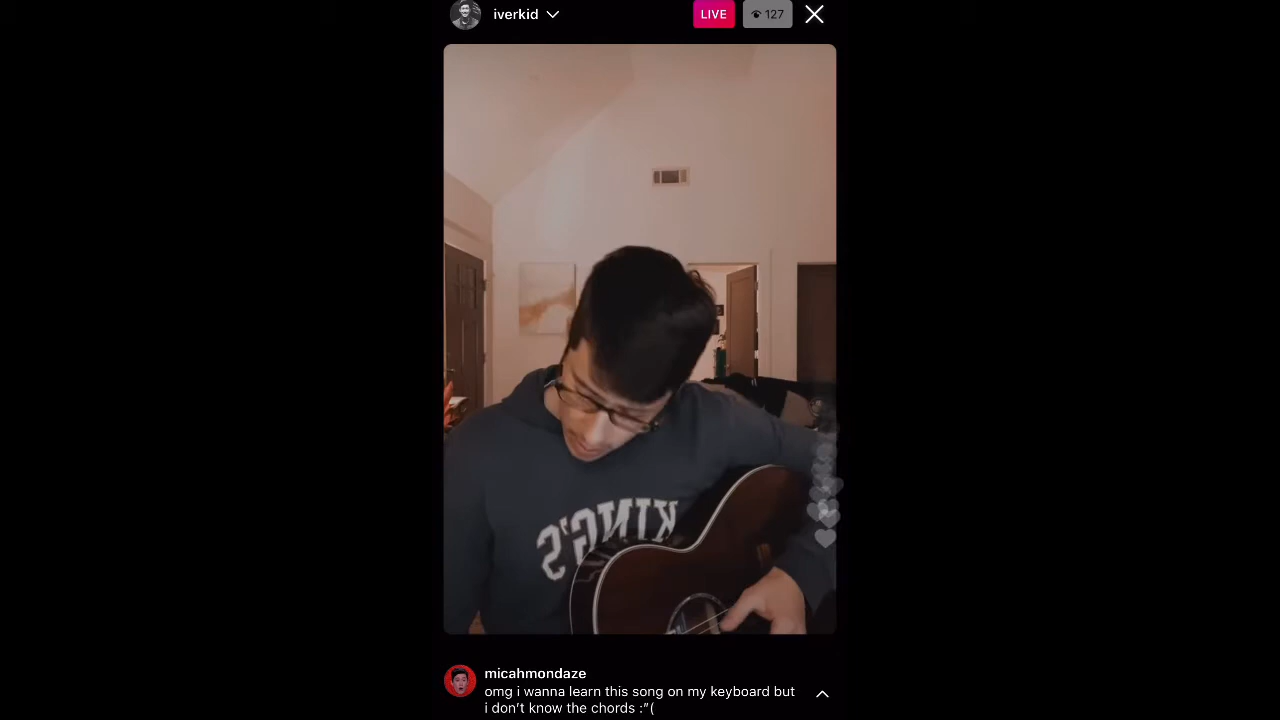 iverkid
LIVE
127
KING'S
micahmondaze
omg i wanna learn this song on my keyboard but
i don't know the chords :"(